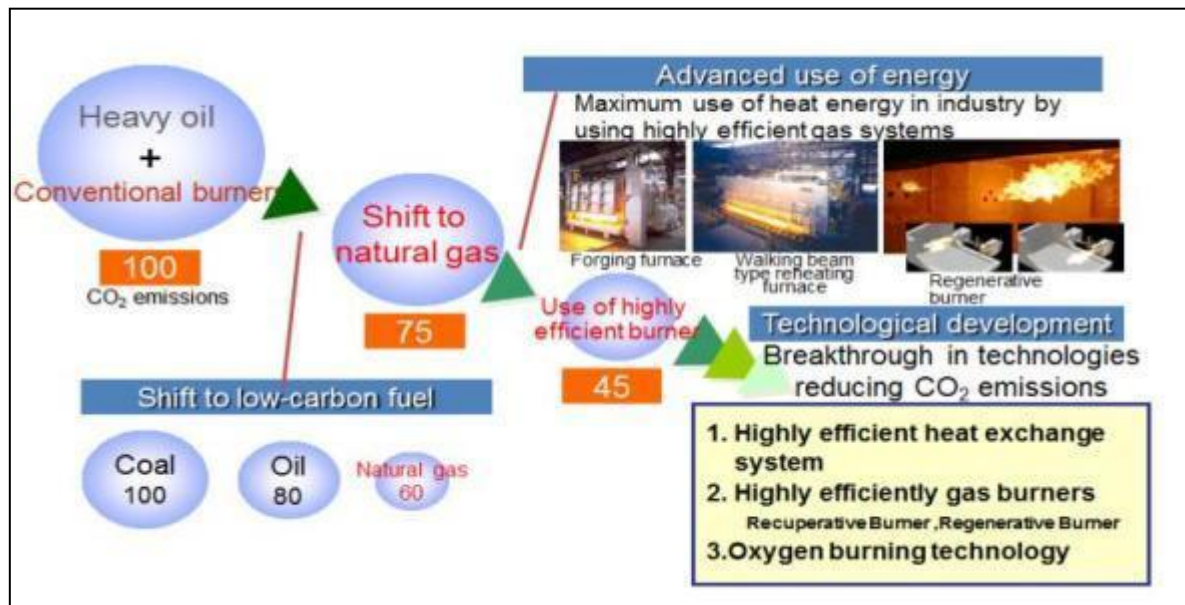 Heavy oil
+
Conventional burners
100
CO₂ emissions
Shift to
natural gas
75
Advanced use of energy
Maximum use of heat energy in industry by
using highly efficient gas systems
Forging furnace
Walking beam
type reheating
furnace
Regenerative
burner
Use of highly
efficient burner
45
Technological development
Breakthrough in technologies
reducing CO₂ emissions
Shift to low-carbon fuel
Coal
100
Oil
80
Natural gas
60
1. Highly efficient heat exchange
system
2. Highly efficiently gas burners
Recuperative Burner ,Regenerative Burner
3.Oxygen burning technology